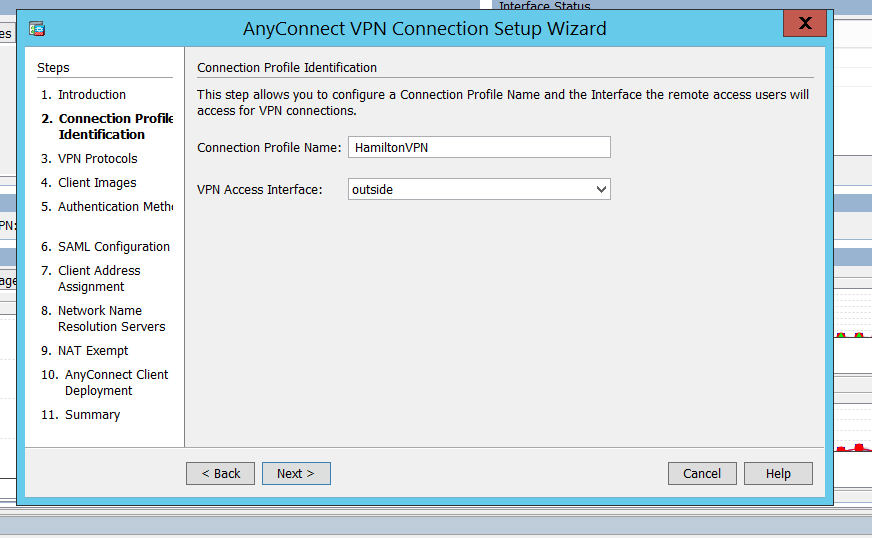 Interface Status
AnyConnect VPN Connection Setup Wizard
X
es
PN:
age
Steps
1. Introduction
2. Connection Profile
Identification
3. VPN Protocols
4. Client Images
5. Authentication Meth
6. SAML Configuration
7. Client Address
Assignment
8. Network Name
Resolution Servers
9. NAT Exempt
10. AnyConnect Client
Deployment
11. Summary
Connection Profile Identification
This step allows you to configure a Connection Profile Name and the Interface the remote access users will
access for VPN connections.
Connection Profile Name: HamiltonVPN
VPN Access Interface: outside
< Back Next > Cancel Help